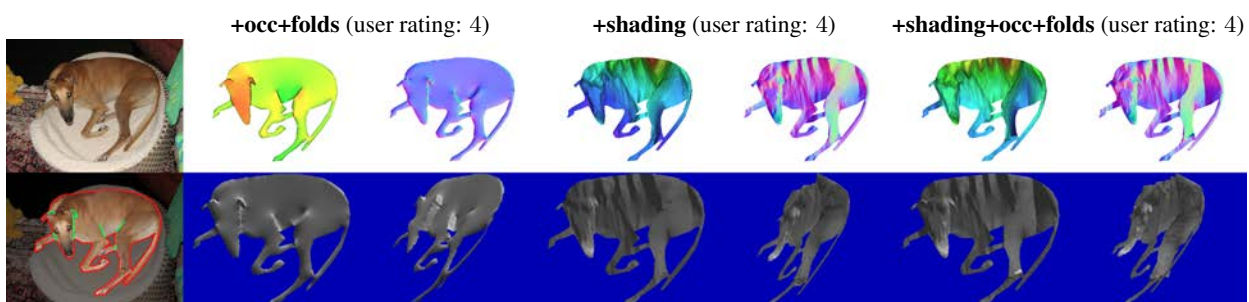 +occ+folds (user rating: 4) +shading (user rating: 4) +shading+occ+folds (user rating: 4)